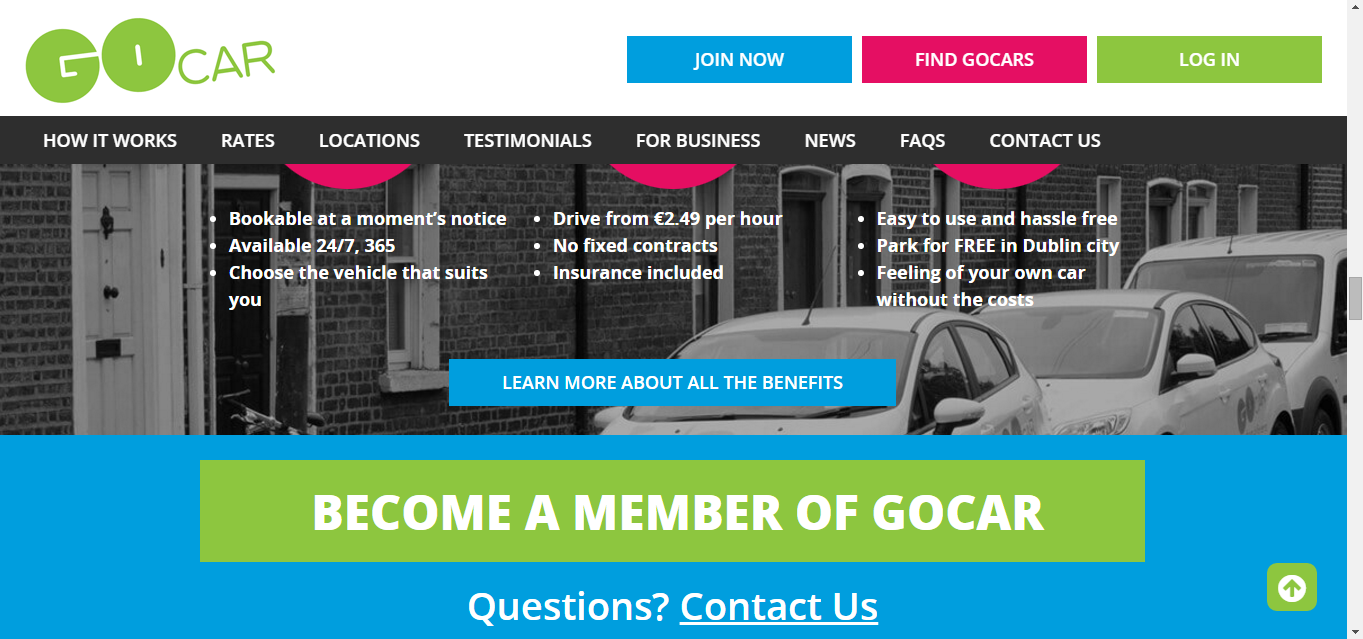 GOCAR
JOIN NOW
FIND GOCARS
LOG IN
HOW IT WORKS
RATES
LOCATIONS
TESTIMONIALS
FOR BUSINESS
NEWS
FAQS
CONTACT US
• Bookable at a moment’s notice
• Available 24/7, 365
• Choose the vehicle that suits
you
• Drive from €2.49 per hour
• No fixed contracts
• Insurance included
• Easy to use and hassle free
• Park for FREE in Dublin city
• Feeling of your own car
without the costs
LEARN MORE ABOUT ALL THE BENEFITS
GO
BECOME A MEMBER OF GOCAR
Questions? Contact Us